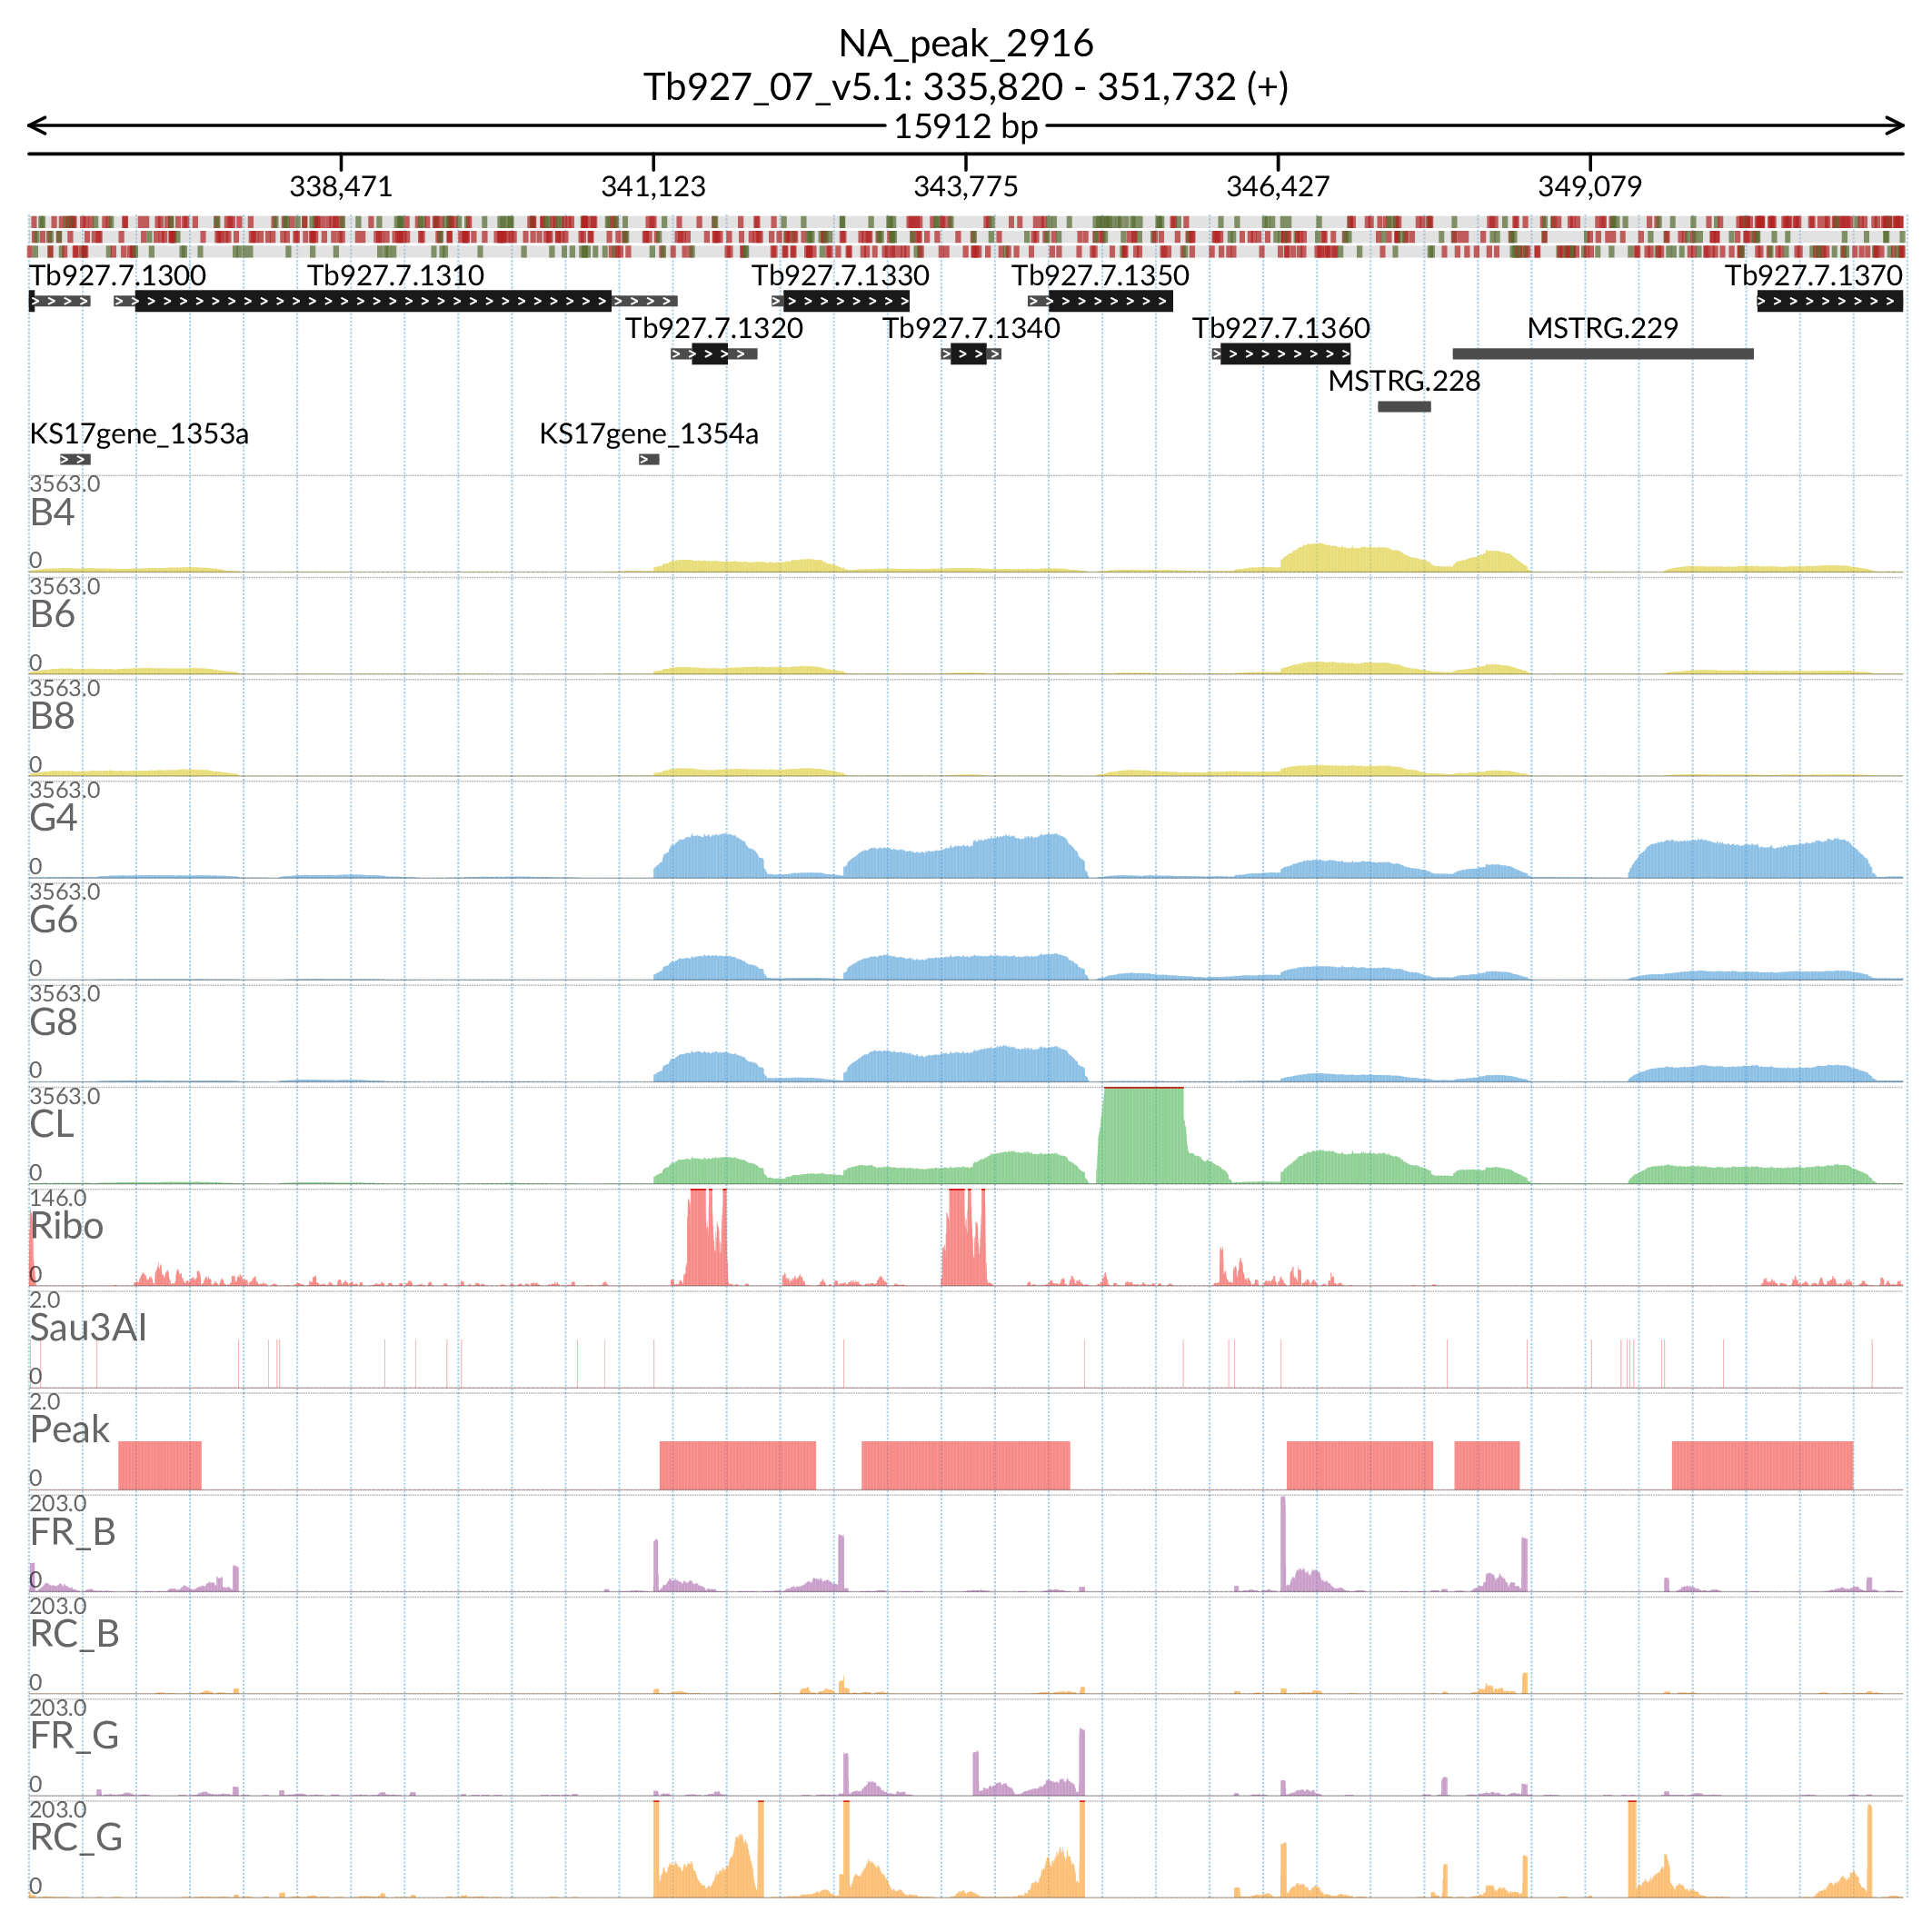 NA_peak_2916
Tb927_07_v5.1: 335,820 - 351,732 (+)
15912 bp
338,471 341,123 343,775 346,427 349,079
Tb927.7.1300 Tb927.7.1310 Tb927.7.1330 Tb927.7.1350 Tb927.7.1370
Tb927.7.1320 Tb927.7.1340 Tb927.7.1360 MSTRG.229
MSTRG.228
KS17gene_1353a KS17gene_1354a
3563.0
B4
0
3563.0
B6
0
3563.0
B8
0
3563.0
G4
0
3563.0
G6
0
3563.0
G8
0
3563.0
CL
0
146.0
Ribo
0
2.0
Sau3AI
0
2.0
Peak
0
203.0
FR_B
0
203.0
RC_B
0
203.0
FR_G
0
203.0
RC_G
0